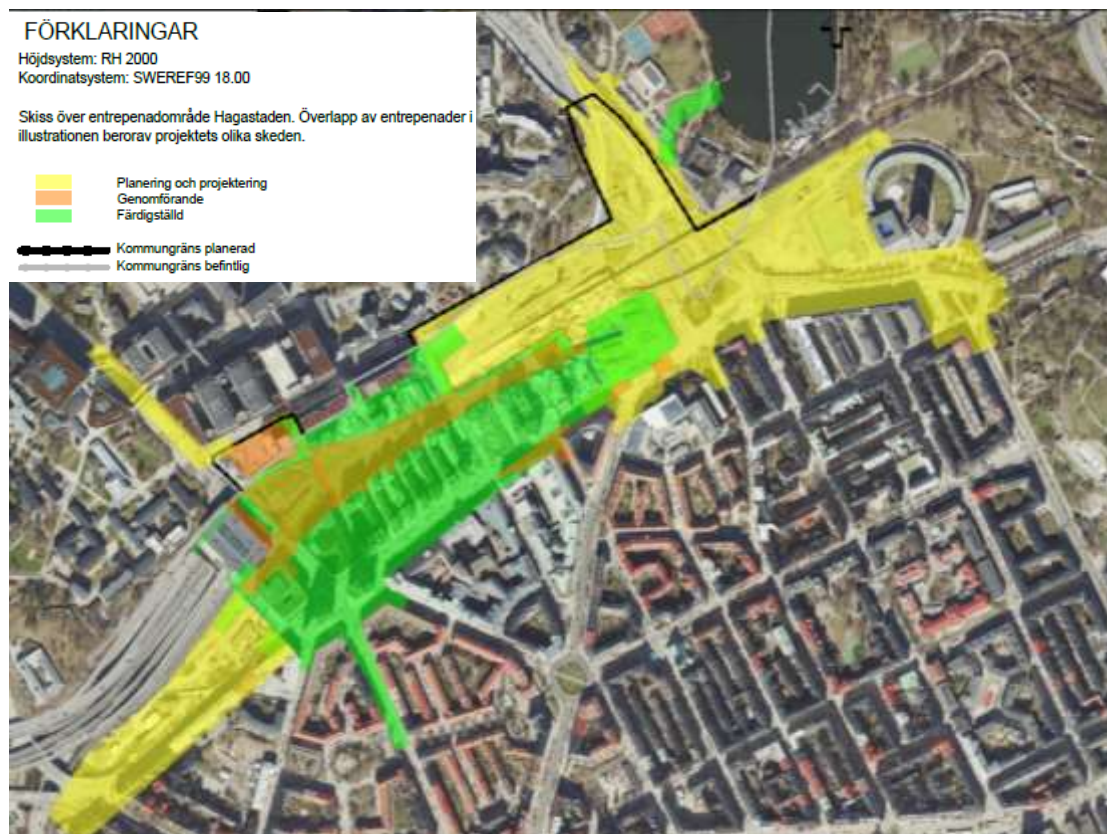 FÖRKLARINGAR
Höjdsystem: RH 2000
Koordinatsystem: SWEREF99 18.00
Skiss över entrepenadområde Hagastaden. Överlapp av entrepenader i
illustrationen berorav projektets olika skeden.
Planering och projektering
Genomförande
Färdigställd
Kommungräns planerad
Kommungräns befintlig